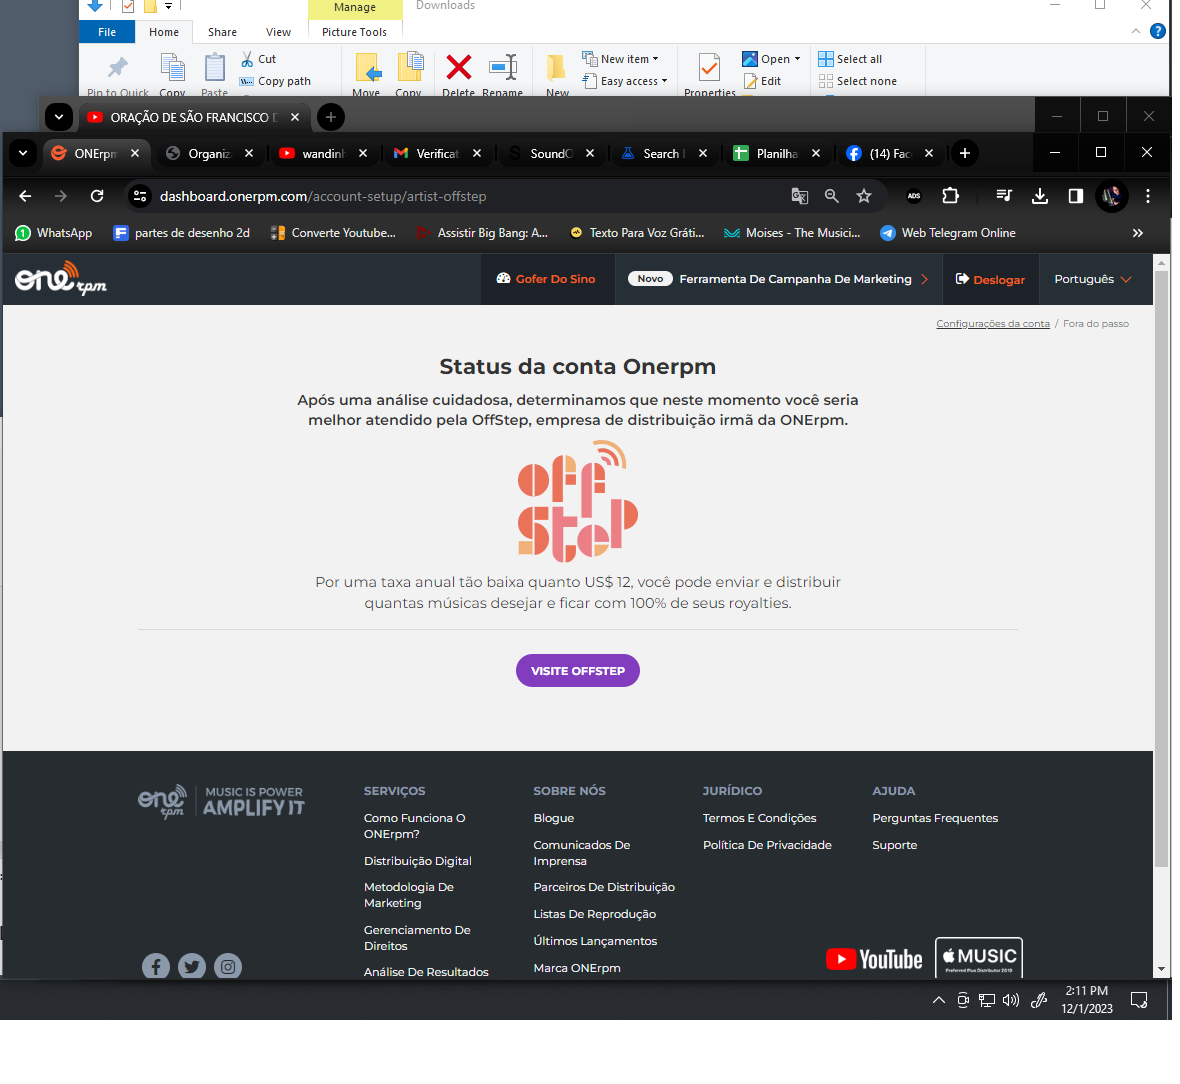 Manage
Downloads
File
Home
Share
View
Picture Tools
Pin to Quick
Copy
Paste
Cut
Copy path
Move
Copy
Delete
Rename
New
New item
Easy access
Properties
Open
Edit
Select all
Select none
ORAÇÃO DE SÃO FRANCISCO D
ONErpm
Organiz
wandinh
Verificat
SoundO
Search
Planilha
(14) Fac
dashboard.onerpm.com/account-setup/artist-offstep
ADS
WhatsApp
partes de desenho 2d
Converte Youtube...
Assistir Big Bang: A...
Texto Para Voz Gráti...
Moises - The Musici...
Web Telegram Online
one rpm
Gofer Do Sino
Novo
Ferramenta De Campanha De Marketing
Deslogar
Português
Configurações da conta / Fora do passo
Status da conta Onerpm
Após uma análise cuidadosa, determinamos que neste momento você seria
melhor atendido pela OffStep, empresa de distribuição irmã da ONErpm.
OFF
STEP
Por uma taxa anual tão baixa quanto US$ 12, você pode enviar e distribuir
quantas músicas desejar e ficar com 100% de seus royalties.
VISITE OFFSTEP
one rpm
MUSIC IS POWER
AMPLIFY IT
SERVIÇOS
Como Funciona O
ONErpm?
Distribuição Digital
Metodologia De
Marketing
Gerenciamento De
Direitos
Análise De Resultados
SOBRE NÓS
Blogue
Comunicados De
Imprensa
Parceiros De Distribuição
Listas De Reprodução
Últimos Lançamentos
Marca ONErpm
JURÍDICO
Termos E Condições
Política De Privacidade
AJUDA
Perguntas Frequentes
Suporte
YouTube
MUSIC
Preferred Plus Distributor 2019
2:11 PM
12/1/2023